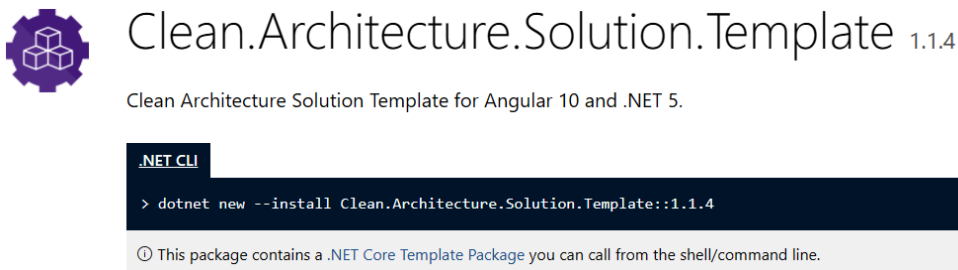 Clean.Architecture.Solution.Template 1.1.4
Clean Architecture Solution Template for Angular 10 and .NET 5.
.NET CLI
> dotnet new --install Clean.Architecture.Solution.Template::1.1.4
This package contains a .NET Core Template Package you can call from the shell/command line.